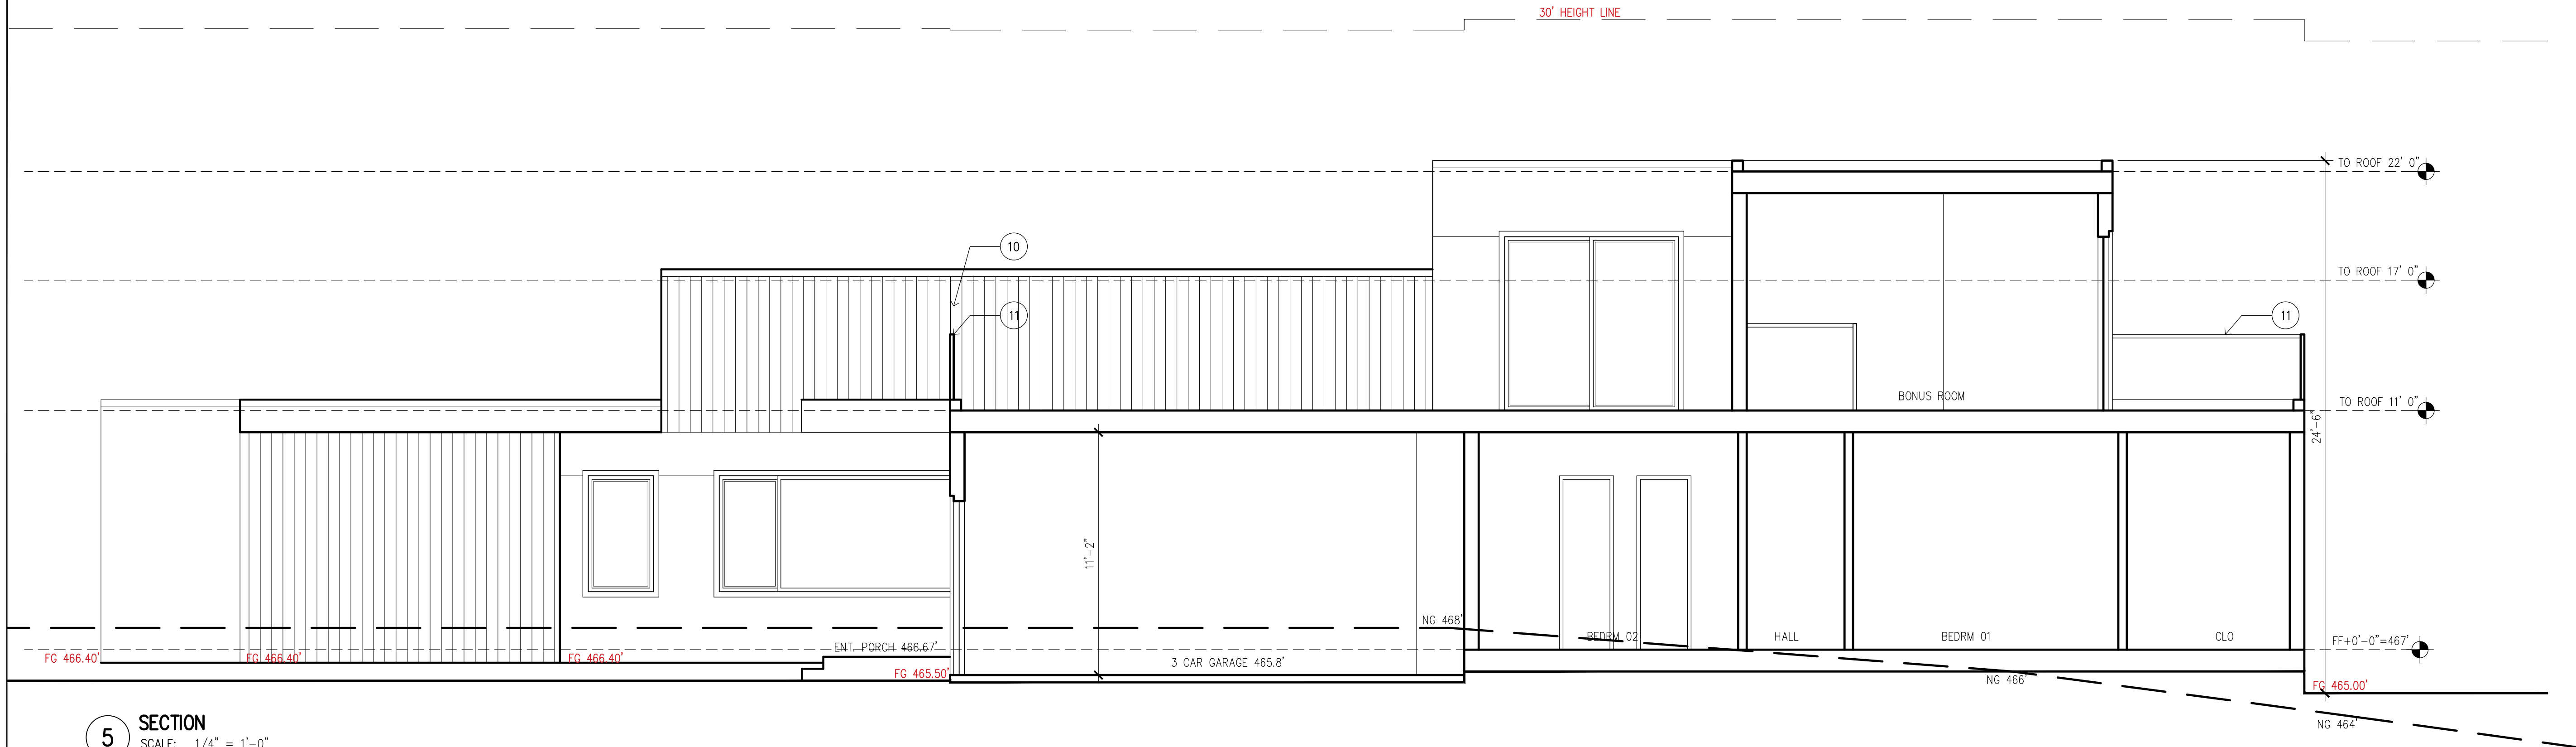 30' HEIGHT LINE
TO ROOF 22' 0"
10
TO ROOF 17' 0"
11
11
BONUS ROOM
TO ROOF 11' 0"
24'-6"
11'-2"
NG 468'
BEDRM 02
HALL
BEDRM 01
CLO
FF+0'-0"=467'
ENT. PORCH 466.67'
FG 466.40'
FG 466.40'
FG 466.40'
3 CAR GARAGE 465.8'
FG 465.50'
NG 466'
FG 465.00'
NG 464'
5
SECTION
SCALE: 1/4" = 1'-0"